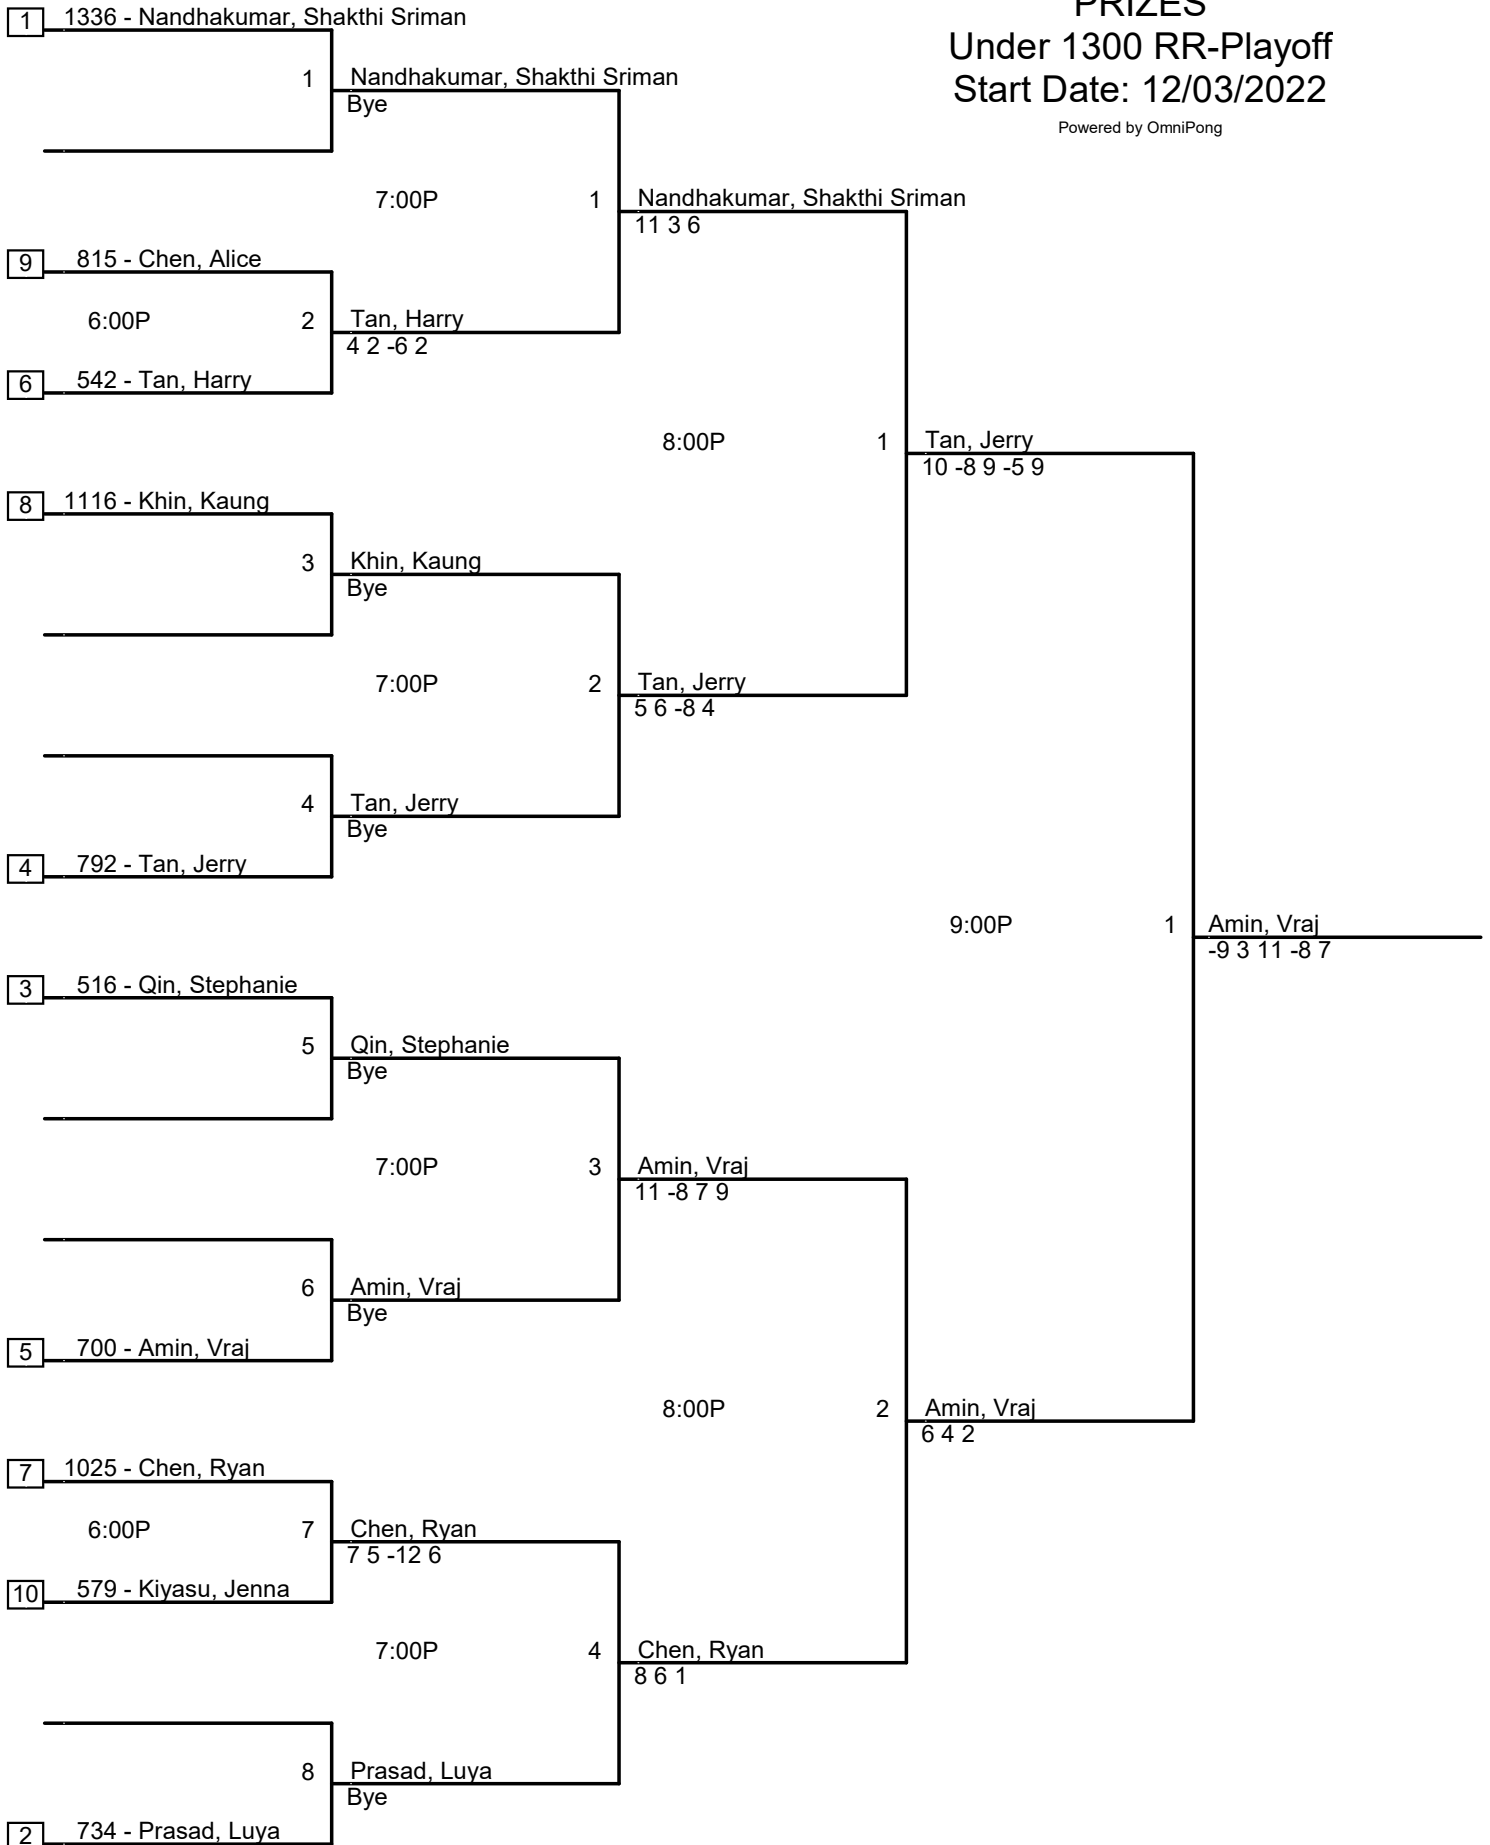 PRIZES
Under 1300 RR-Playoff
Start Date: 12/03/2022
Powered by OmniPong
1 1336 - Nandhakumar, Shakthi Sriman
1 Nandhakumar, Shakthi Sriman
Bye
7:00P 1 Nandhakumar, Shakthi Sriman
11 3 6
9 815 - Chen, Alice
6:00P 2 Tan, Harry
4 2 -6 2
6 542 - Tan, Harry
8:00P 1 Tan, Jerry
10 -8 9 -5 9
8 1116 - Khin, Kaung
3 Khin, Kaung
Bye
7:00P 2 Tan, Jerry
5 6 -8 4
4 Tan, Jerry
Bye
4 792 - Tan, Jerry
9:00P 1 Amin, Vraj
-9 3 11 -8 7
3 516 - Qin, Stephanie
5 Qin, Stephanie
Bye
7:00P 3 Amin, Vraj
11 -8 7 9
6 Amin, Vraj
Bye
5 700 - Amin, Vraj
8:00P 2 Amin, Vraj
6 4 2
7 1025 - Chen, Ryan
6:00P 7 Chen, Ryan
7 5 -12 6
10 579 - Kiyasu, Jenna
7:00P 4 Chen, Ryan
8 6 1
8 Prasad, Luya
Bye
2 734 - Prasad, Luya